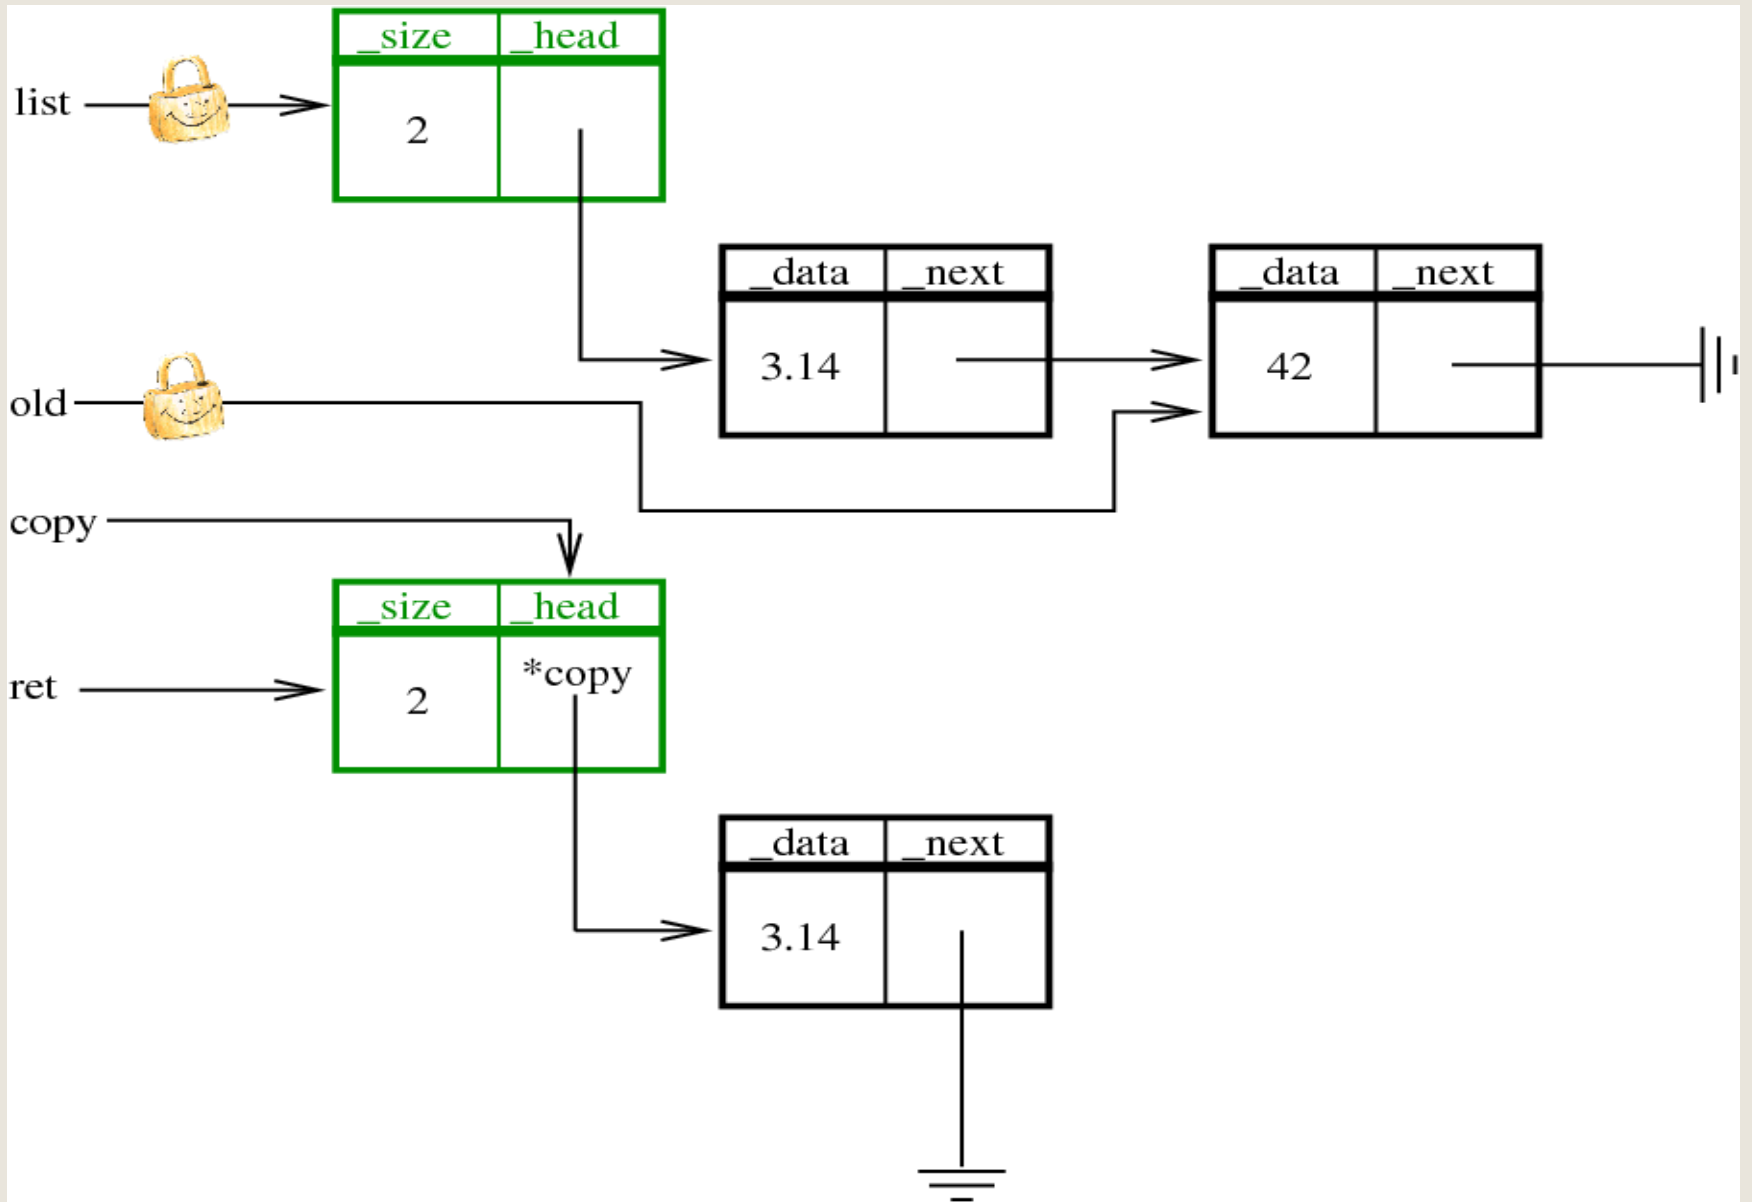 _size _head
list
2
_data _next
_data _next
3.14
42
old
copy
_size _head
*copy
ret
2
_data _next
3.14